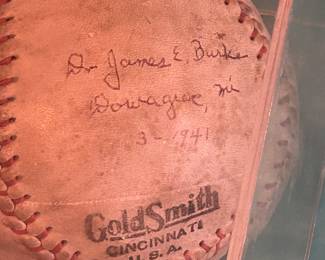 Dr James E. Burke
Dowagiac, Mi
3-1941
GoldSmith
CINCINNATI
U.S.A.